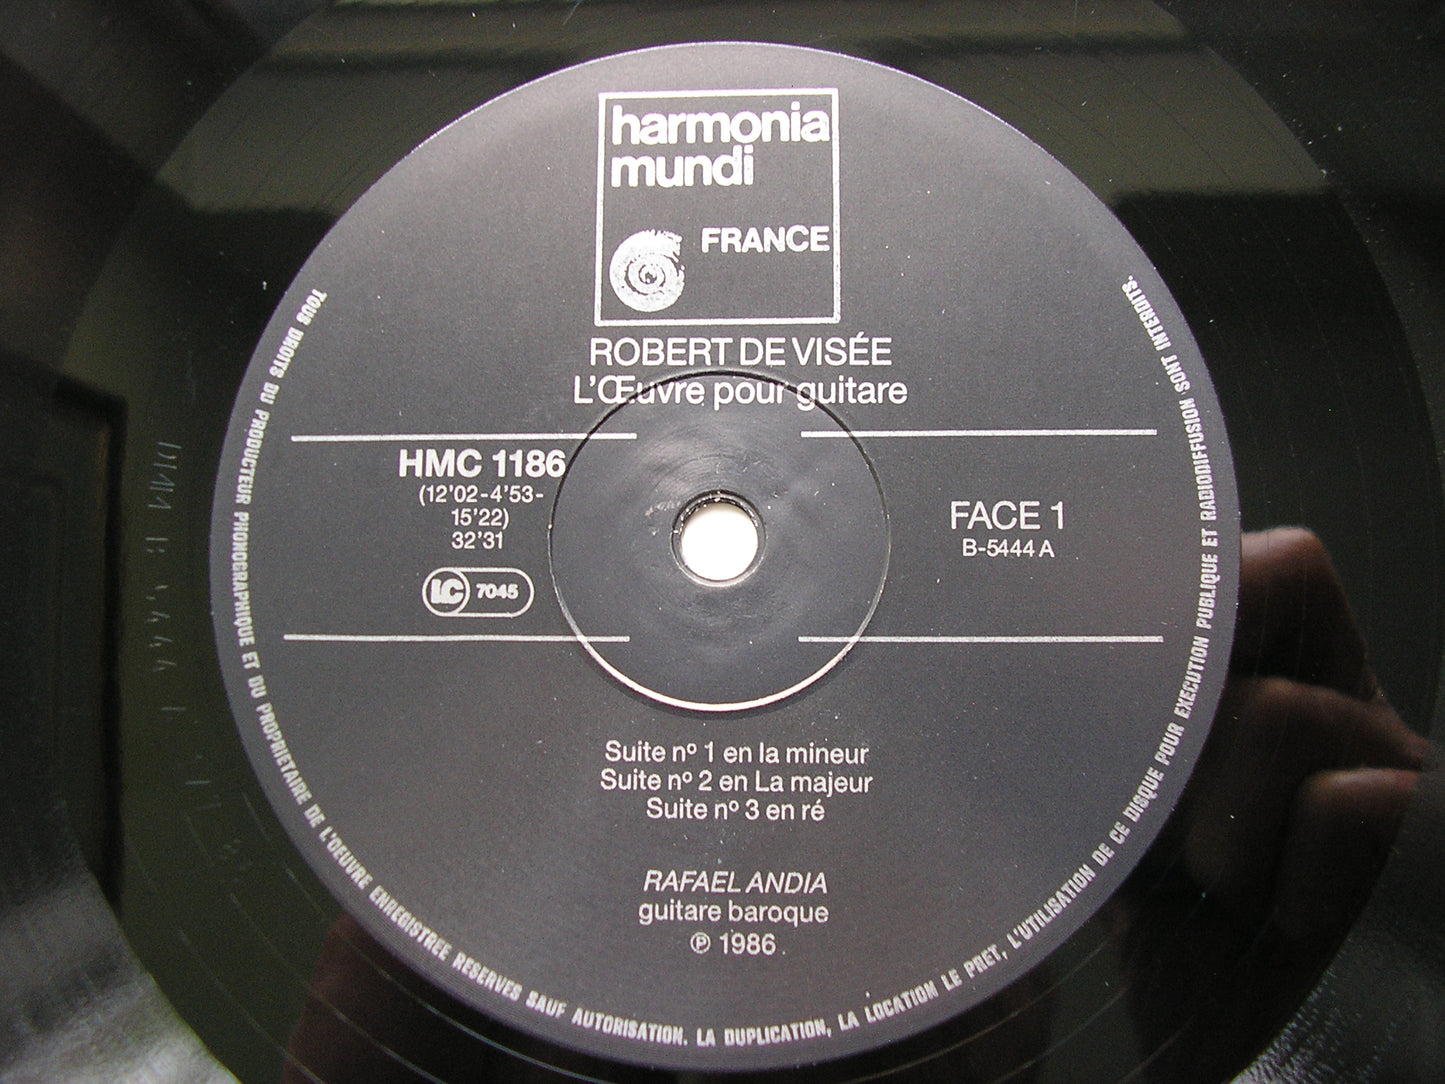 harmonia
mundi
FRANCE
ROBERT DE VISÉE
L'Œuvre pour guitare
HMC 1186
(12'02-4'53-
15'22)
32'31
LC 7045
FACE 1
B-5444 A
Suite nº 1 en la mineur
Suite nº 2 en La majeur
Suite nº 3 en ré
RAFAEL ANDIA
guitare baroque
℗ 1986
TOUS DROITS DU PRODUCTEUR PHONOGRAPHIQUE ET DU PROPRIETAIRE DE L'OEUVRE ENREGISTREE RESERVES SAUF AUTORISATION. LA DUPLICATION, LA LOCATION LE PRET, L'UTILISATION DE CE DISQUE POUR EXECUTION PUBLIQUE ET RADIODIFFUSION SONT INTERDITS.